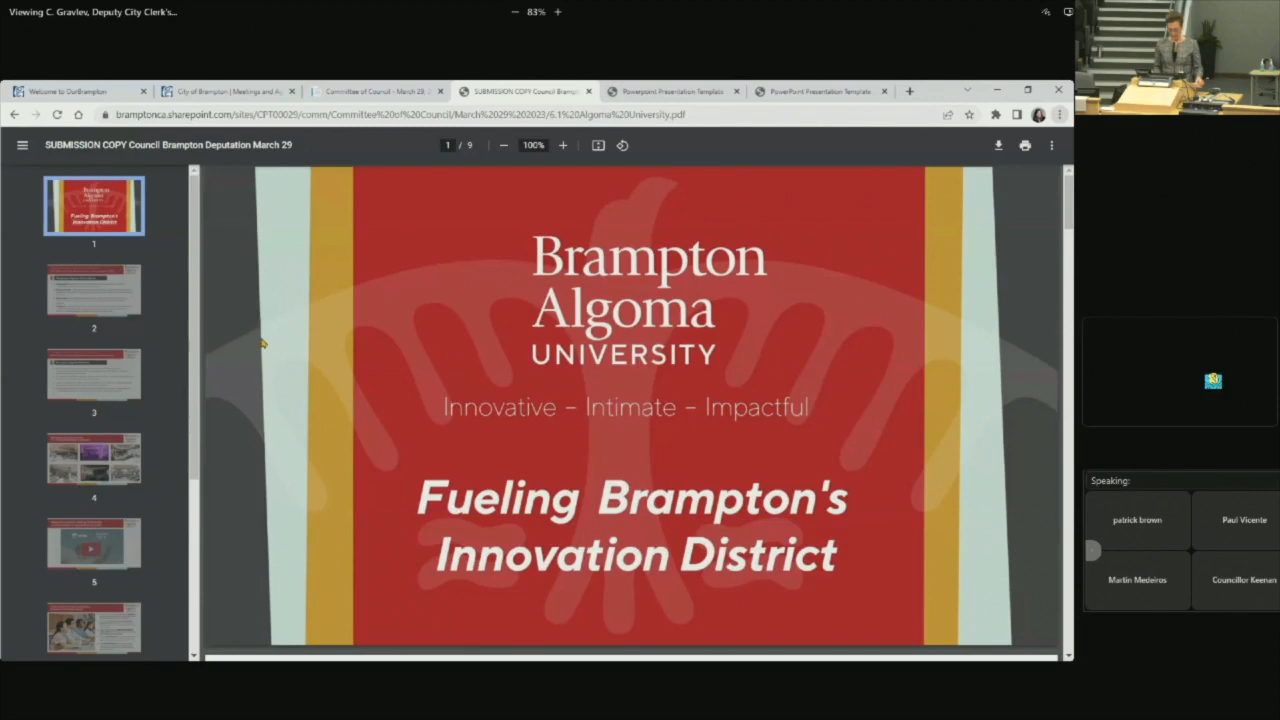 Viewing C. Gravlev, Deputy City Clerk's...
83%
Welcome to OurBrampton
City of Brampton | Meetings and Ag
Committee of Council - March 29, 2
SUBMISSION COPY Council Brampt
Powerpoint Presentation Template
PowerPoint Presentation Template
bramptonca.sharepoint.com/sites/CPT00029/comm/Committee%20of%20Council/March%2029%202023/6.1%20Algoma%20University.pdf
SUBMISSION COPY Council Brampton Deputation March 29
1 / 9
100%
Brampton
Algoma
UNIVERSITY
Innovative – Intimate – Impactful
Fueling Brampton's
Innovation District
1
2
3
4
5
Speaking:
patrick brown
Paul Vicente
Martin Medeiros
Councillor Keenan